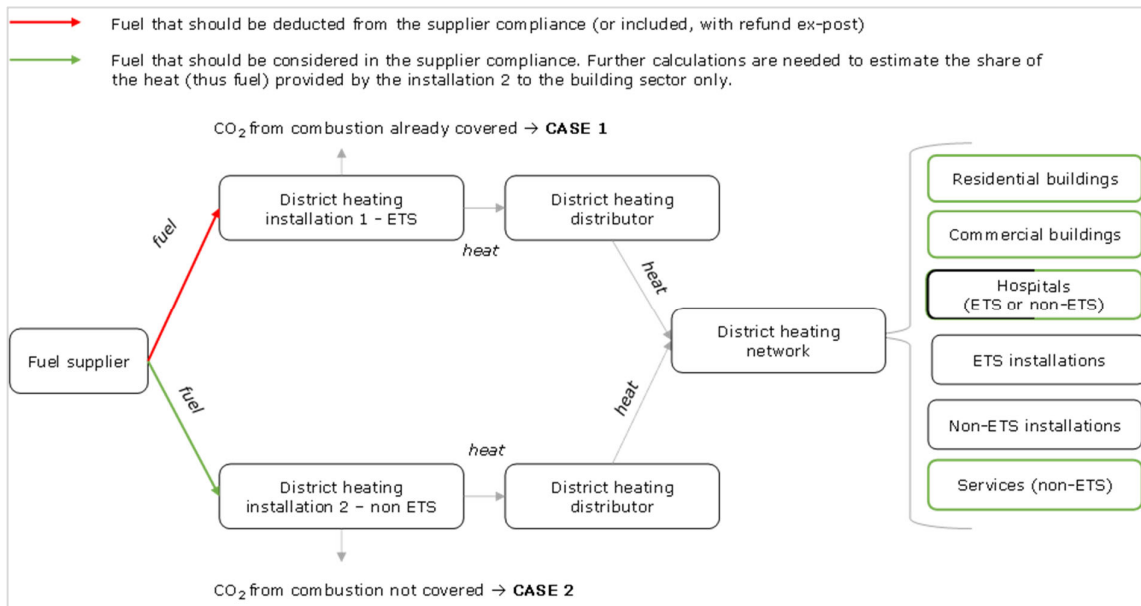 Fuel that should be deducted from the supplier compliance (or included, with refund ex-post)
Fuel that should be considered in the supplier compliance. Further calculations are needed to estimate the share of
the heat (thus fuel) provided by the installation 2 to the building sector only.
CO₂ from combustion already covered → CASE 1
District heating
installation 1 – ETS
District heating
distributor
fuel
heat
heat
Fuel supplier
District heating
network
fuel
heat
heat
District heating
installation 2 – non ETS
District heating
distributor
CO₂ from combustion not covered → CASE 2
Residential buildings
Commercial buildings
Hospitals
(ETS or non-ETS)
ETS installations
Non-ETS installations
Services (non-ETS)